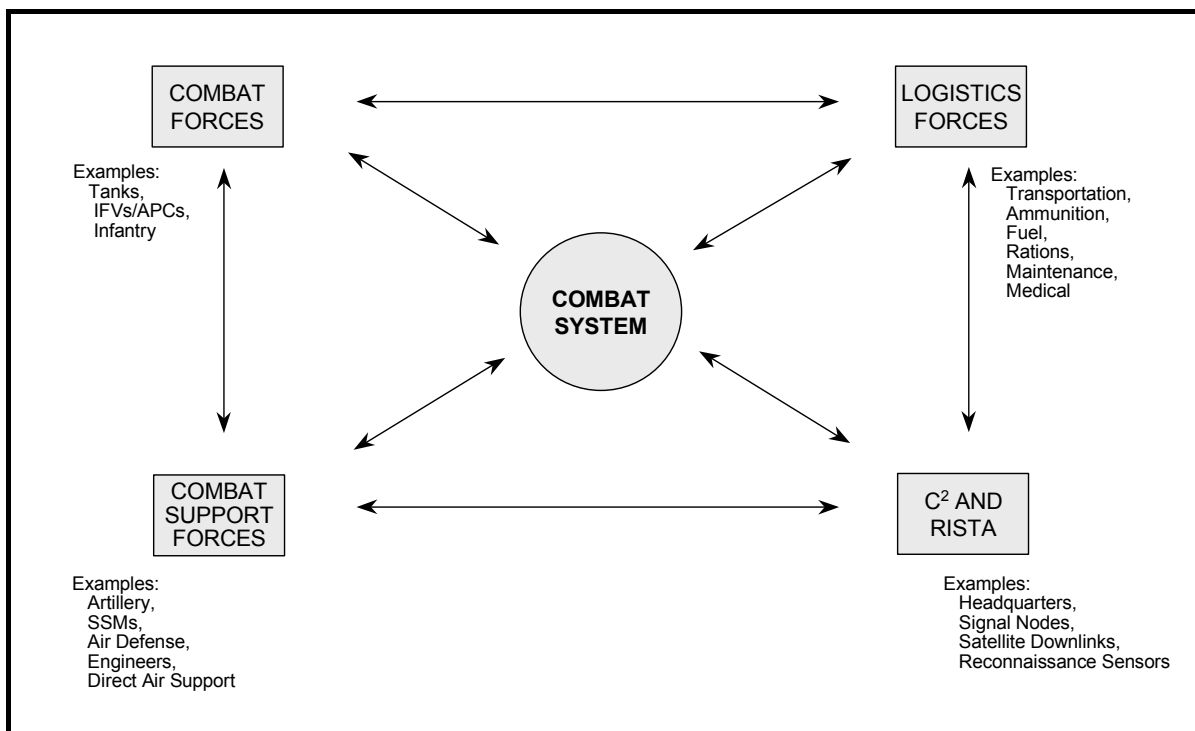 COMBAT
FORCES
Examples:
Tanks,
IFVs/APCs,
Infantry
LOGISTICS
FORCES
Examples:
Transportation,
Ammunition,
Fuel,
Rations,
Maintenance,
Medical
COMBAT
SYSTEM
COMBAT
SUPPORT
FORCES
Examples:
Artillery,
SSMs,
Air Defense,
Engineers,
Direct Air Support
C² AND
RISTA
Examples:
Headquarters,
Signal Nodes,
Satellite Downlinks,
Reconnaissance Sensors